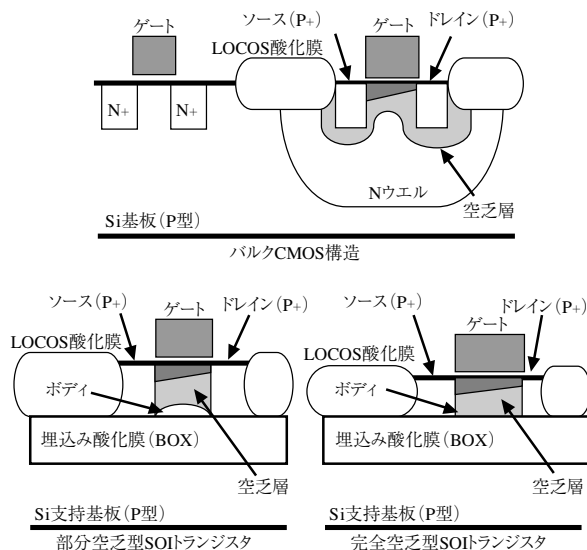 ゲート
ソース(P+)
ゲート
ドレイン(P+)
LOCOS酸化膜
N+
N+
Nウエル
空乏層
Si基板(P型)
バルクCMOS構造
ソース(P+)
ゲート
ドレイン(P+)
LOCOS酸化膜
ボディ
埋込み酸化膜(BOX)
空乏層
Si支持基板(P型)
部分空乏型SOIトランジスタ
ソース(P+)
ゲート
ドレイン(P+)
LOCOS酸化膜
ボディ
埋込み酸化膜(BOX)
空乏層
Si支持基板(P型)
完全空乏型SOIトランジスタ